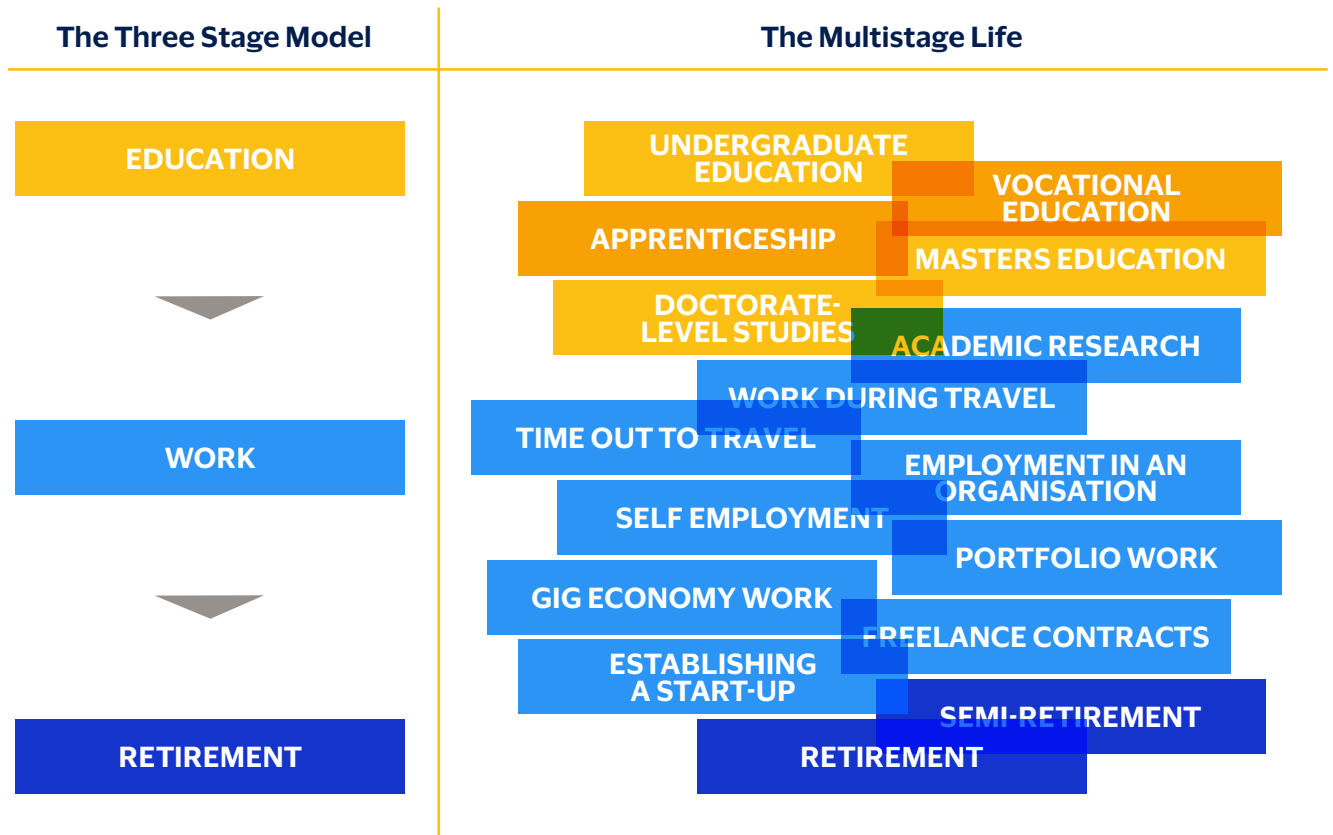 The Three Stage Model
The Multistage Life
EDUCATION
WORK
RETIREMENT
UNDERGRADUATE
EDUCATION
VOCATIONAL
EDUCATION
APPRENTICESHIP
MASTERS EDUCATION
DOCTORATE-
LEVEL STUDIES
ACADEMIC RESEARCH
WORK DURING TRAVEL
TIME OUT TO TRAVEL
EMPLOYMENT IN AN
ORGANISATION
SELF EMPLOYMENT
PORTFOLIO WORK
GIG ECONOMY WORK
FREELANCE CONTRACTS
ESTABLISHING
A START-UP
SEMI-RETIREMENT
RETIREMENT